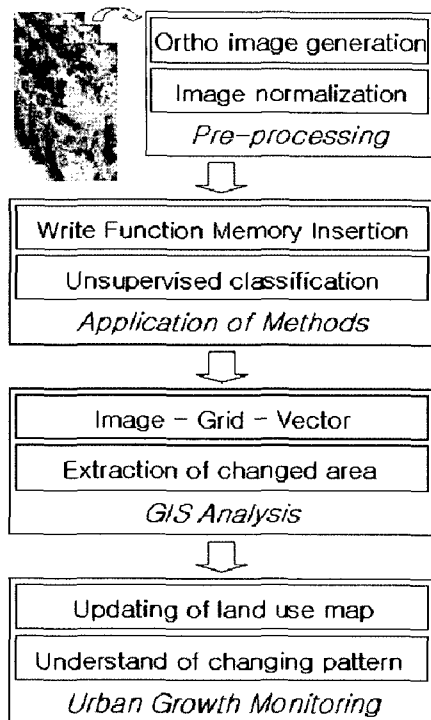 Ortho image generation
Image normalization
Pre-processing
Write Function Memory Insertion
Unsupervised classification
Application of Methods
Image - Grid - Vector
Extraction of changed area
GIS Analysis
Updating of land use map
Understand of changing pattern
Urban Growth Monitoring